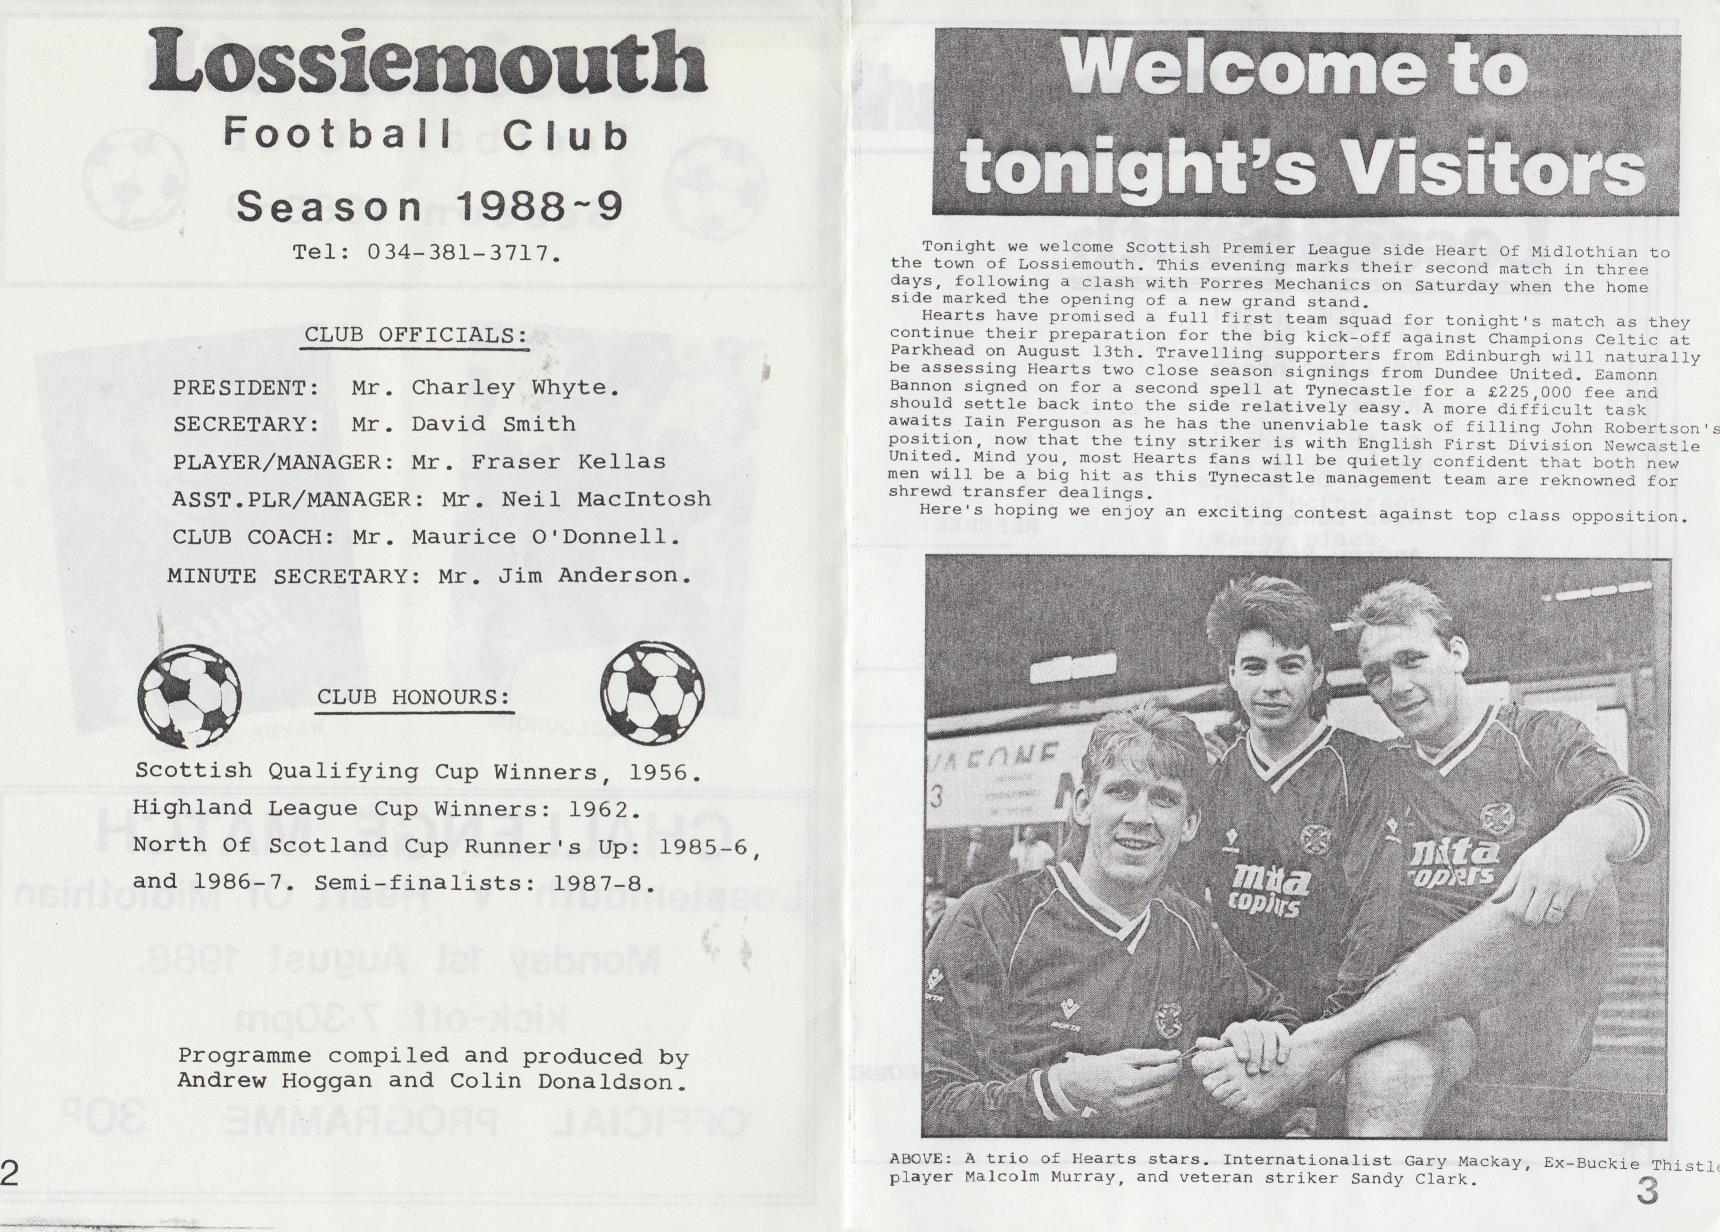 Lossiemouth
Football Club
Season 1988~9
Tel: 034-381-3717.
CLUB OFFICIALS:
PRESIDENT: Mr. Charley Whyte.
SECRETARY: Mr. David Smith
PLAYER/MANAGER: Mr. Fraser Kellas
ASST.PLR/MANAGER: Mr. Neil MacIntosh
CLUB COACH: Mr. Maurice O'Donnell.
MINUTE SECRETARY: Mr. Jim Anderson.
CLUB HONOURS:
Scottish Qualifying Cup Winners, 1956.
Highland League Cup Winners: 1962.
North Of Scotland Cup Runner's Up: 1985-6,
and 1986-7. Semi-finalists: 1987-8.
Programme compiled and produced by
Andrew Hoggan and Colin Donaldson.
2
Welcome to
tonight's Visitors
Tonight we welcome Scottish Premier League side Heart Of Midlothian to
the town of Lossiemouth. This evening marks their second match in three
days, following a clash with Forres Mechanics on Saturday when the home
side marked the opening of a new grand stand.
Hearts have promised a full first team squad for tonight's match as they
continue their preparation for the big kick-off against Champions Celtic at
Parkhead on August 13th. Travelling supporters from Edinburgh will naturally
be assessing Hearts two close season signings from Dundee United. Eamonn
Bannon signed on for a second spell at Tynecastle for a £225,000 fee and
should settle back into the side relatively easy. A more difficult task
awaits Iain Ferguson as he has the unenviable task of filling John Robertson's
position, now that the tiny striker is with English First Division Newcastle
United. Mind you, most Hearts fans will be quietly confident that both new
men will be a big hit as this Tynecastle management team are reknowned for
shrewd transfer dealings.
Here's hoping we enjoy an exciting contest against top class opposition.
3
mita
copiers
mita
copiers
ABOVE: A trio of Hearts stars. Internationalist Gary Mackay, Ex-Buckie Thistle
player Malcolm Murray, and veteran striker Sandy Clark.
3